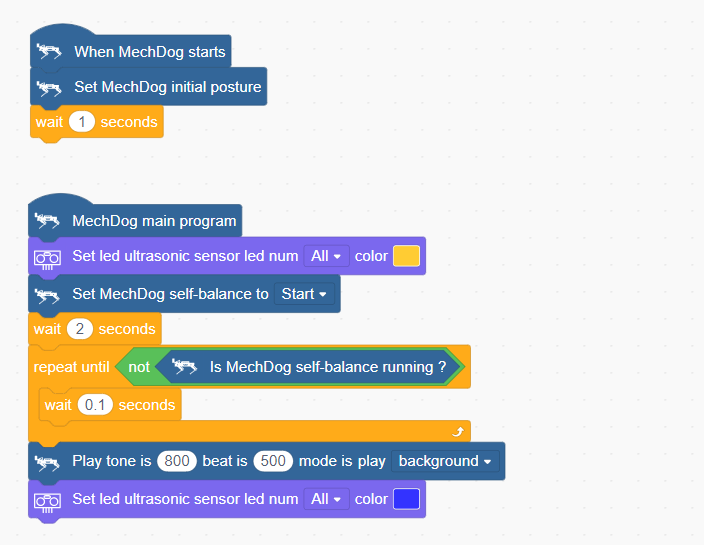 When MechDog starts
Set MechDog initial posture
wait 1 seconds
MechDog main program
Set led ultrasonic sensor led num All color
Set MechDog self-balance to Start
wait 2 seconds
repeat until not Is MechDog self-balance running ?
wait 0.1 seconds
Play tone is 800 beat is 500 mode is play background
Set led ultrasonic sensor led num All color